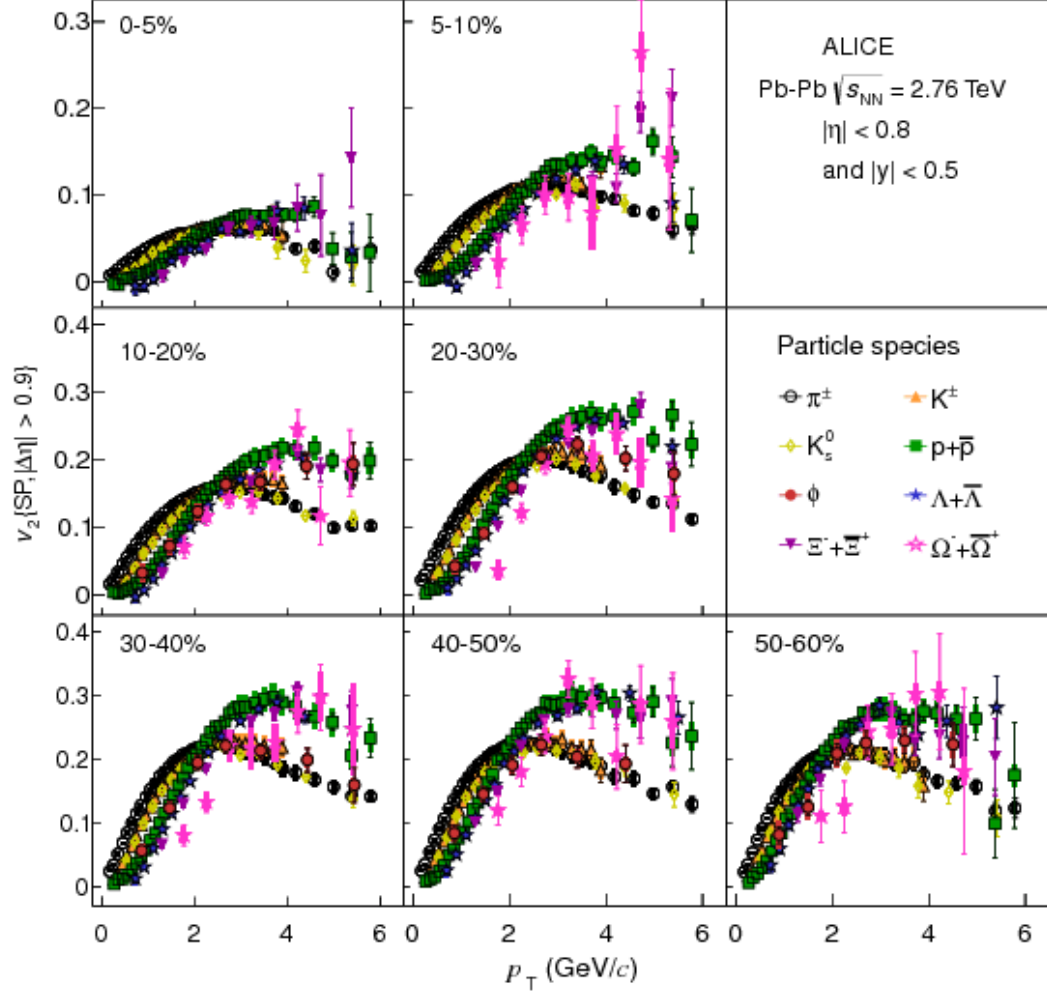 0-5%
5-10%
ALICE
Pb-Pb √sNN = 2.76 TeV
|η| < 0.8
and |y| < 0.5
0.3
0.2
0.1
0
10-20%
20-30%
Particle species
π±
K±
K0s
p+p̅
ϕ
Λ+Λ̅
Ξ-+Ξ̅+
Ω-+Ω̅+
0.4
0.3
0.2
0.1
0
v2{SP,|Δη| > 0.9}
30-40%
40-50%
50-60%
0.4
0.3
0.2
0.1
0
0 2 4 6 0 2 4 6 0 2 4 6
pT (GeV/c)